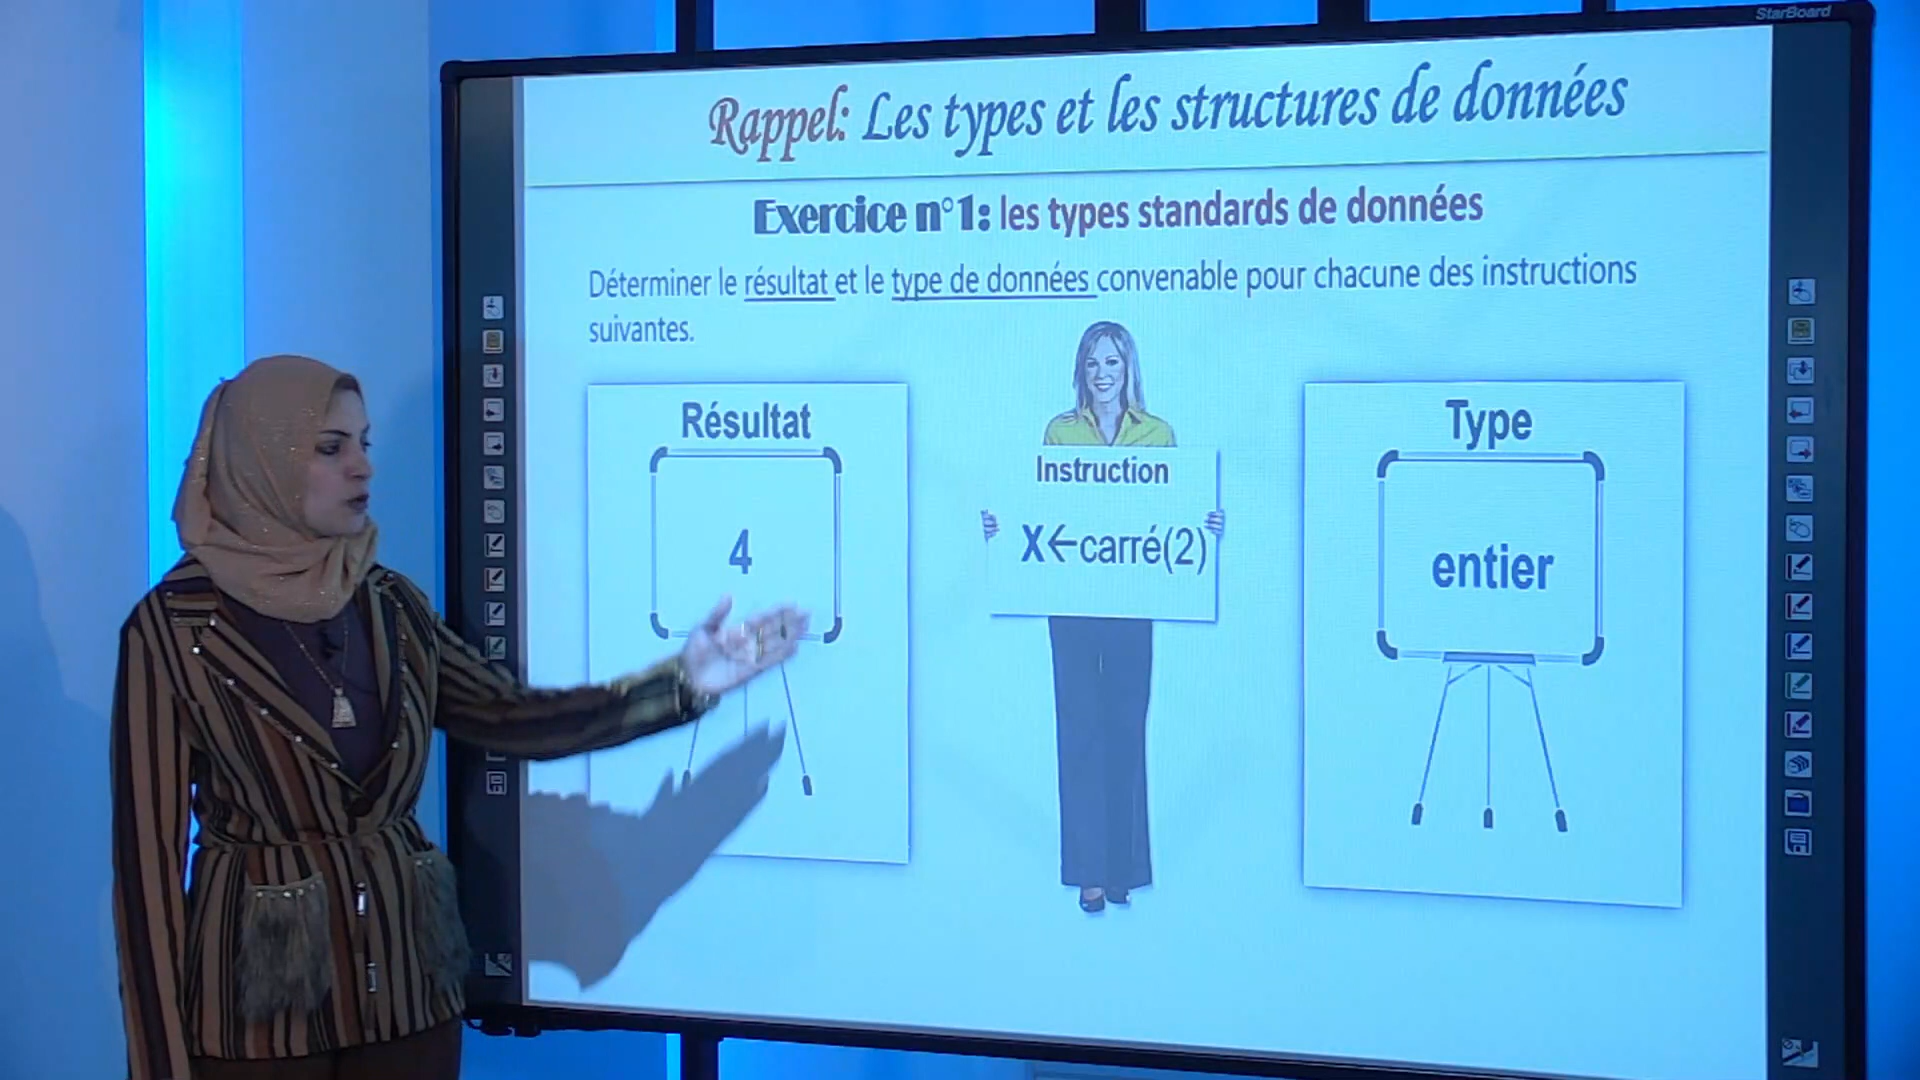 StarBoard
Rappel: Les types et les structures de données
Exercice n°1: les types standards de données
Déterminer le résultat et le type de données convenable pour chacune des instructions
suivantes.
Résultat
4
Instruction
X←carré(2)
Type
entier